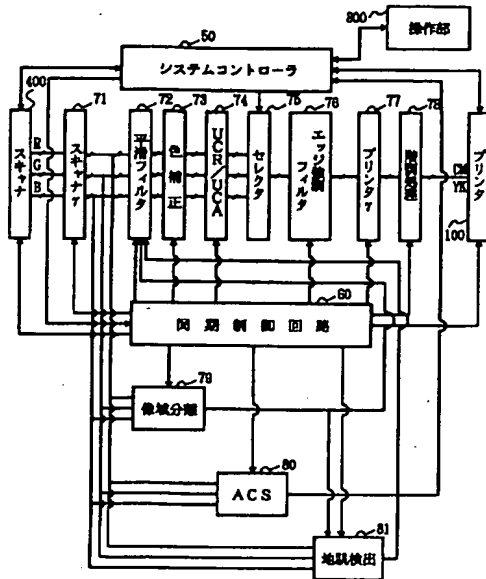 50
システムコントローラ
800
操作部
400
スキャナ
R
G
B
71
スキャナγ
72
平滑フィルタ
73
色補正
74
UCR/UCA
75
セレクタ
76
エッジ強調フィルタ
77
プリンタγ
78
CM
YK
プリンタ
100
60
同期制御回路
79
像域分離
80
ACS
81
地肌検出